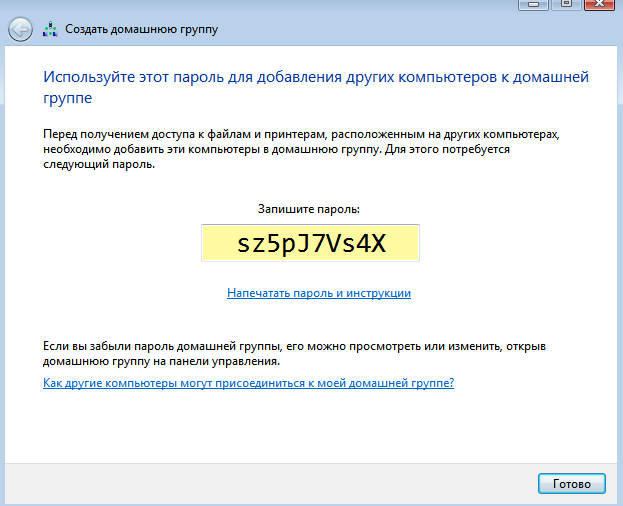 Создать домашнюю группу
Используйте этот пароль для добавления других компьютеров к домашней
группе
Перед получением доступа к файлам и принтерам, расположенным на других компьютерах,
необходимо добавить эти компьютеры в домашнюю группу. Для этого потребуется
следующий пароль.
Запишите пароль:
sz5pJ7Vs4X
Напечатать пароль и инструкции
Если вы забыли пароль домашней группы, его можно просмотреть или изменить, открыв
домашнюю группу на панели управления.
Как другие компьютеры могут присоединиться к моей домашней группе?
Готово